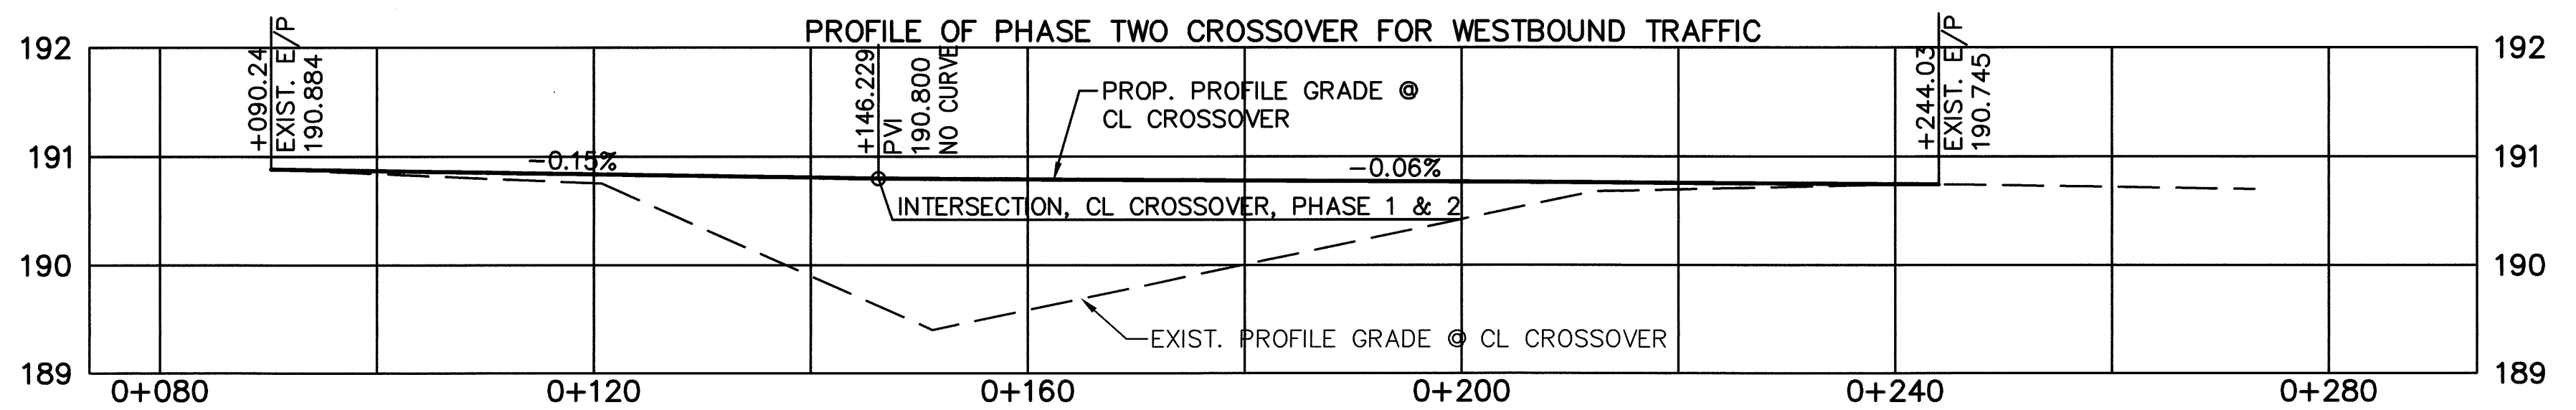 PROFILE OF PHASE TWO CROSSOVER FOR WESTBOUND TRAFFIC
192
192
+090.24
EXIST. E/P
190.884
+146.229
PVI
190.800
NO CURVE
+244.03
EXIST. E/P
190.745
PROP. PROFILE GRADE @
CL CROSSOVER
191
191
-0.15%
-0.06%
INTERSECTION, CL CROSSOVER, PHASE 1 & 2
190
190
EXIST. PROFILE GRADE @ CL CROSSOVER
189
189
0+080
0+120
0+160
0+200
0+240
0+280